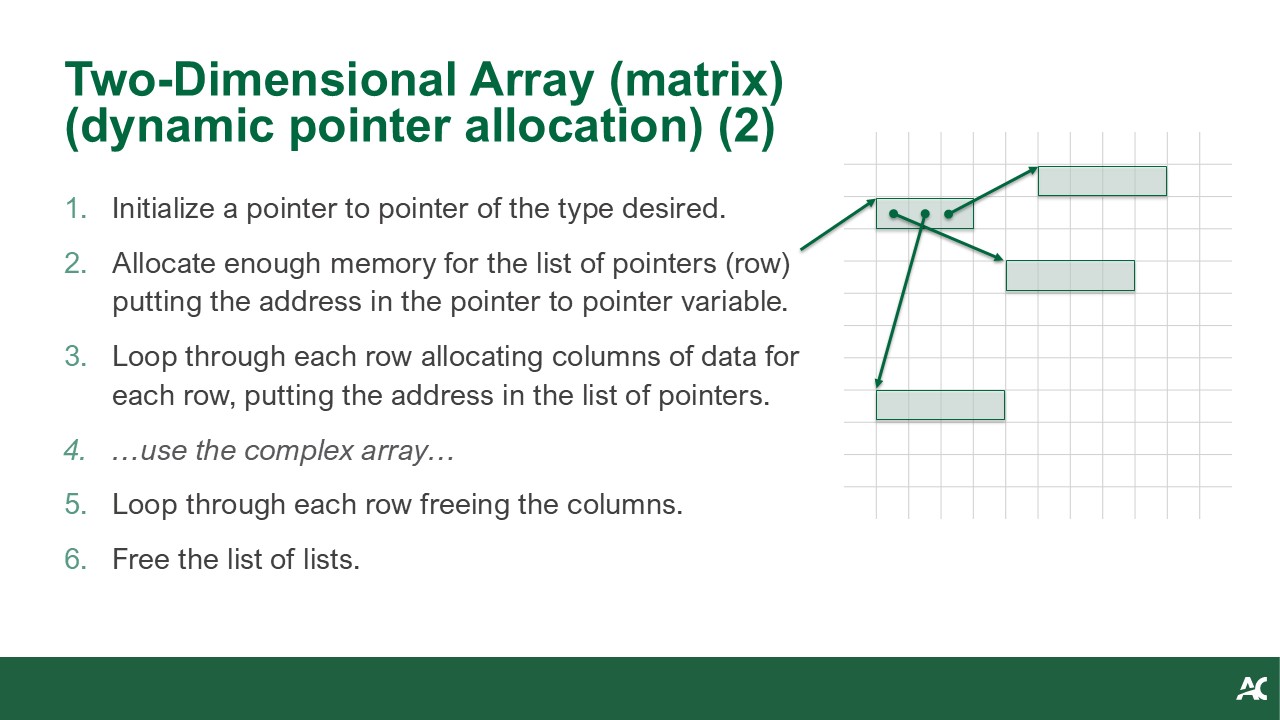 Two-Dimensional Array (matrix)
(dynamic pointer allocation) (2)
1. Initialize a pointer to pointer of the type desired.
2. Allocate enough memory for the list of pointers (row)
putting the address in the pointer to pointer variable.
3. Loop through each row allocating columns of data for
each row, putting the address in the list of pointers.
4. …use the complex array…
5. Loop through each row freeing the columns.
6. Free the list of lists.
AC